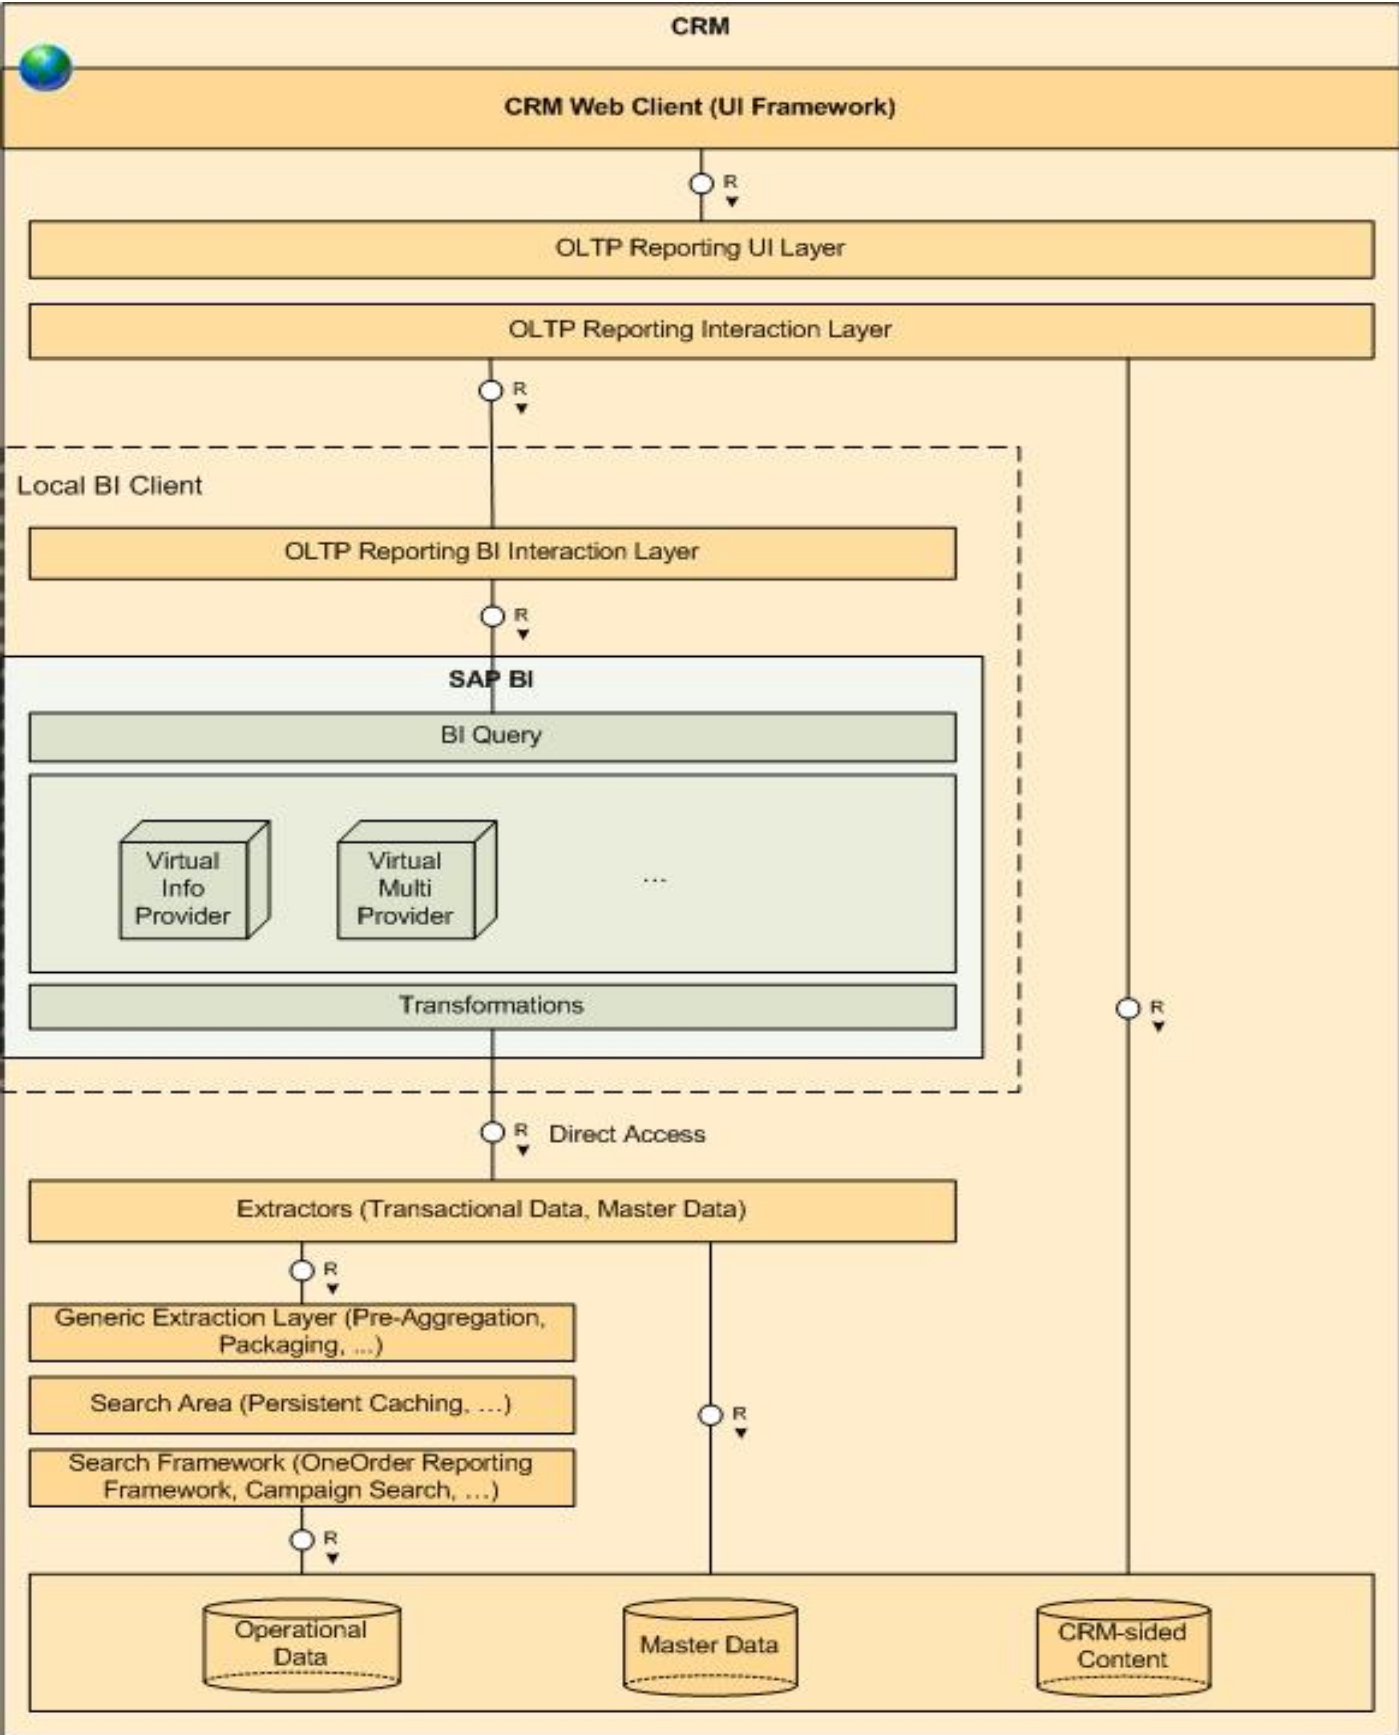 CRM
CRM Web Client (UI Framework)
R
OLTP Reporting UI Layer
OLTP Reporting Interaction Layer
R
Local BI Client
OLTP Reporting BI Interaction Layer
R
SAP BI
BI Query
Virtual
Info
Provider
Virtual
Multi
Provider
...
Transformations
R
R Direct Access
Extractors (Transactional Data, Master Data)
R
Generic Extraction Layer (Pre-Aggregation,
Packaging, ...)
Search Area (Persistent Caching, ...)
R
Search Framework (OneOrder Reporting
Framework, Campaign Search, ...)
R
Operational
Data
Master Data
CRM-sided
Content